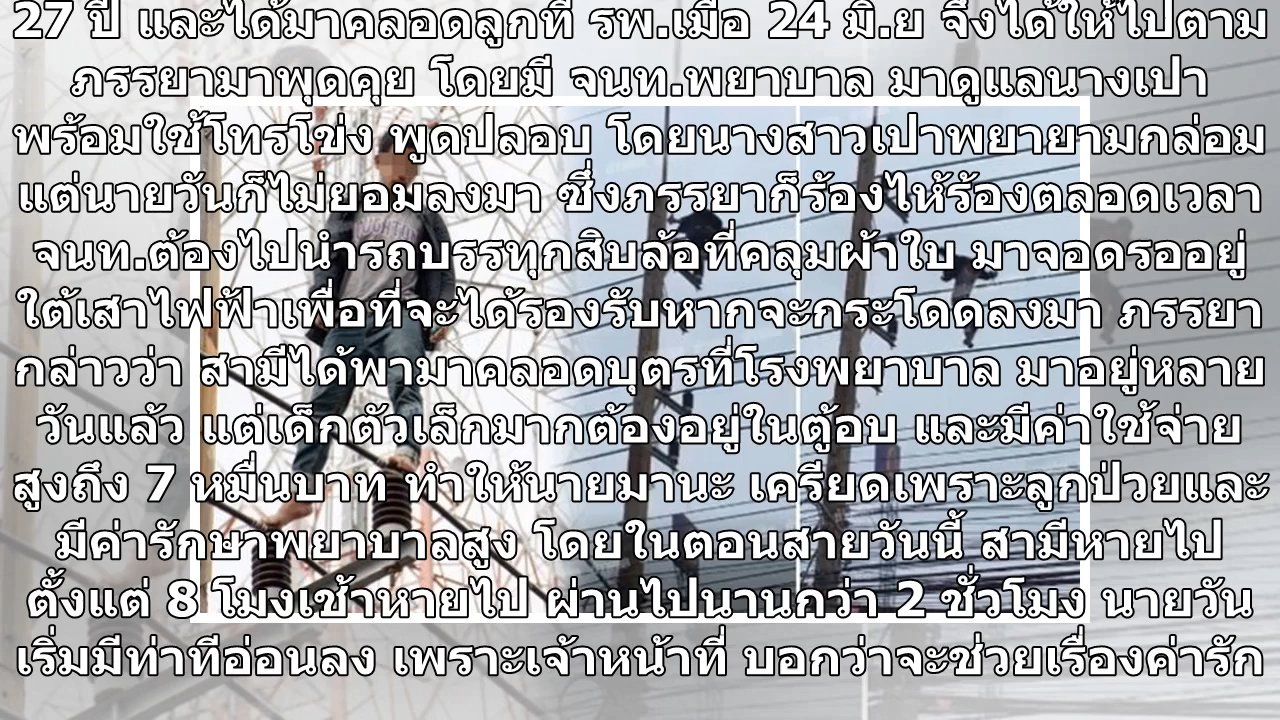 27 ปี และได้มาคลอดลูกที่ รพ.เมื่อ 24 มิ.ย จึงได้ให้ไปตาม
ภรรยามาพุดคุย โดยมี จนท.พยาบาล มาดูแลนางเปา
พร้อมใช้โทรโข่ง พูดปลอบ โดยนางสาวเปาพยายามกล่อม
แต่นายวันก็ไม่ยอมลงมา ซึ่งภรรยาก็ร้องไห้ร้องตลอดเวลา
จนท.ต้องไปนำรถบรรทุกสิบล้อที่คลุมผ้าใบ มาจอดรออยู่
ใต้เสาไฟฟ้าเพื่อที่จะได้รองรับหากจะกระโดดลงมา ภรรยา
กล่าวว่า สามีได้พามาคลอดบุตรที่โรงพยาบาล มาอยู่หลาย
วันแล้ว แต่เด็กตัวเล็กมากต้องอยู่ในตู้อบ และมีค่าใช้จ่าย
สูงถึง 7 หมื่นบาท ทำให้นายมานะ เครียดเพราะลูกป่วยและ
มีค่ารักษาพยาบาลสูง โดยในตอนสายวันนี้ สามีหายไป
ตั้งแต่ 8 โมงเช้าหายไป ผ่านไปนานกว่า 2 ชั่วโมง นายวัน
เริ่มมีท่าทีอ่อนลง เพราะเจ้าหน้าที่ บอกว่าจะช่วยเรื่องค่ารัก